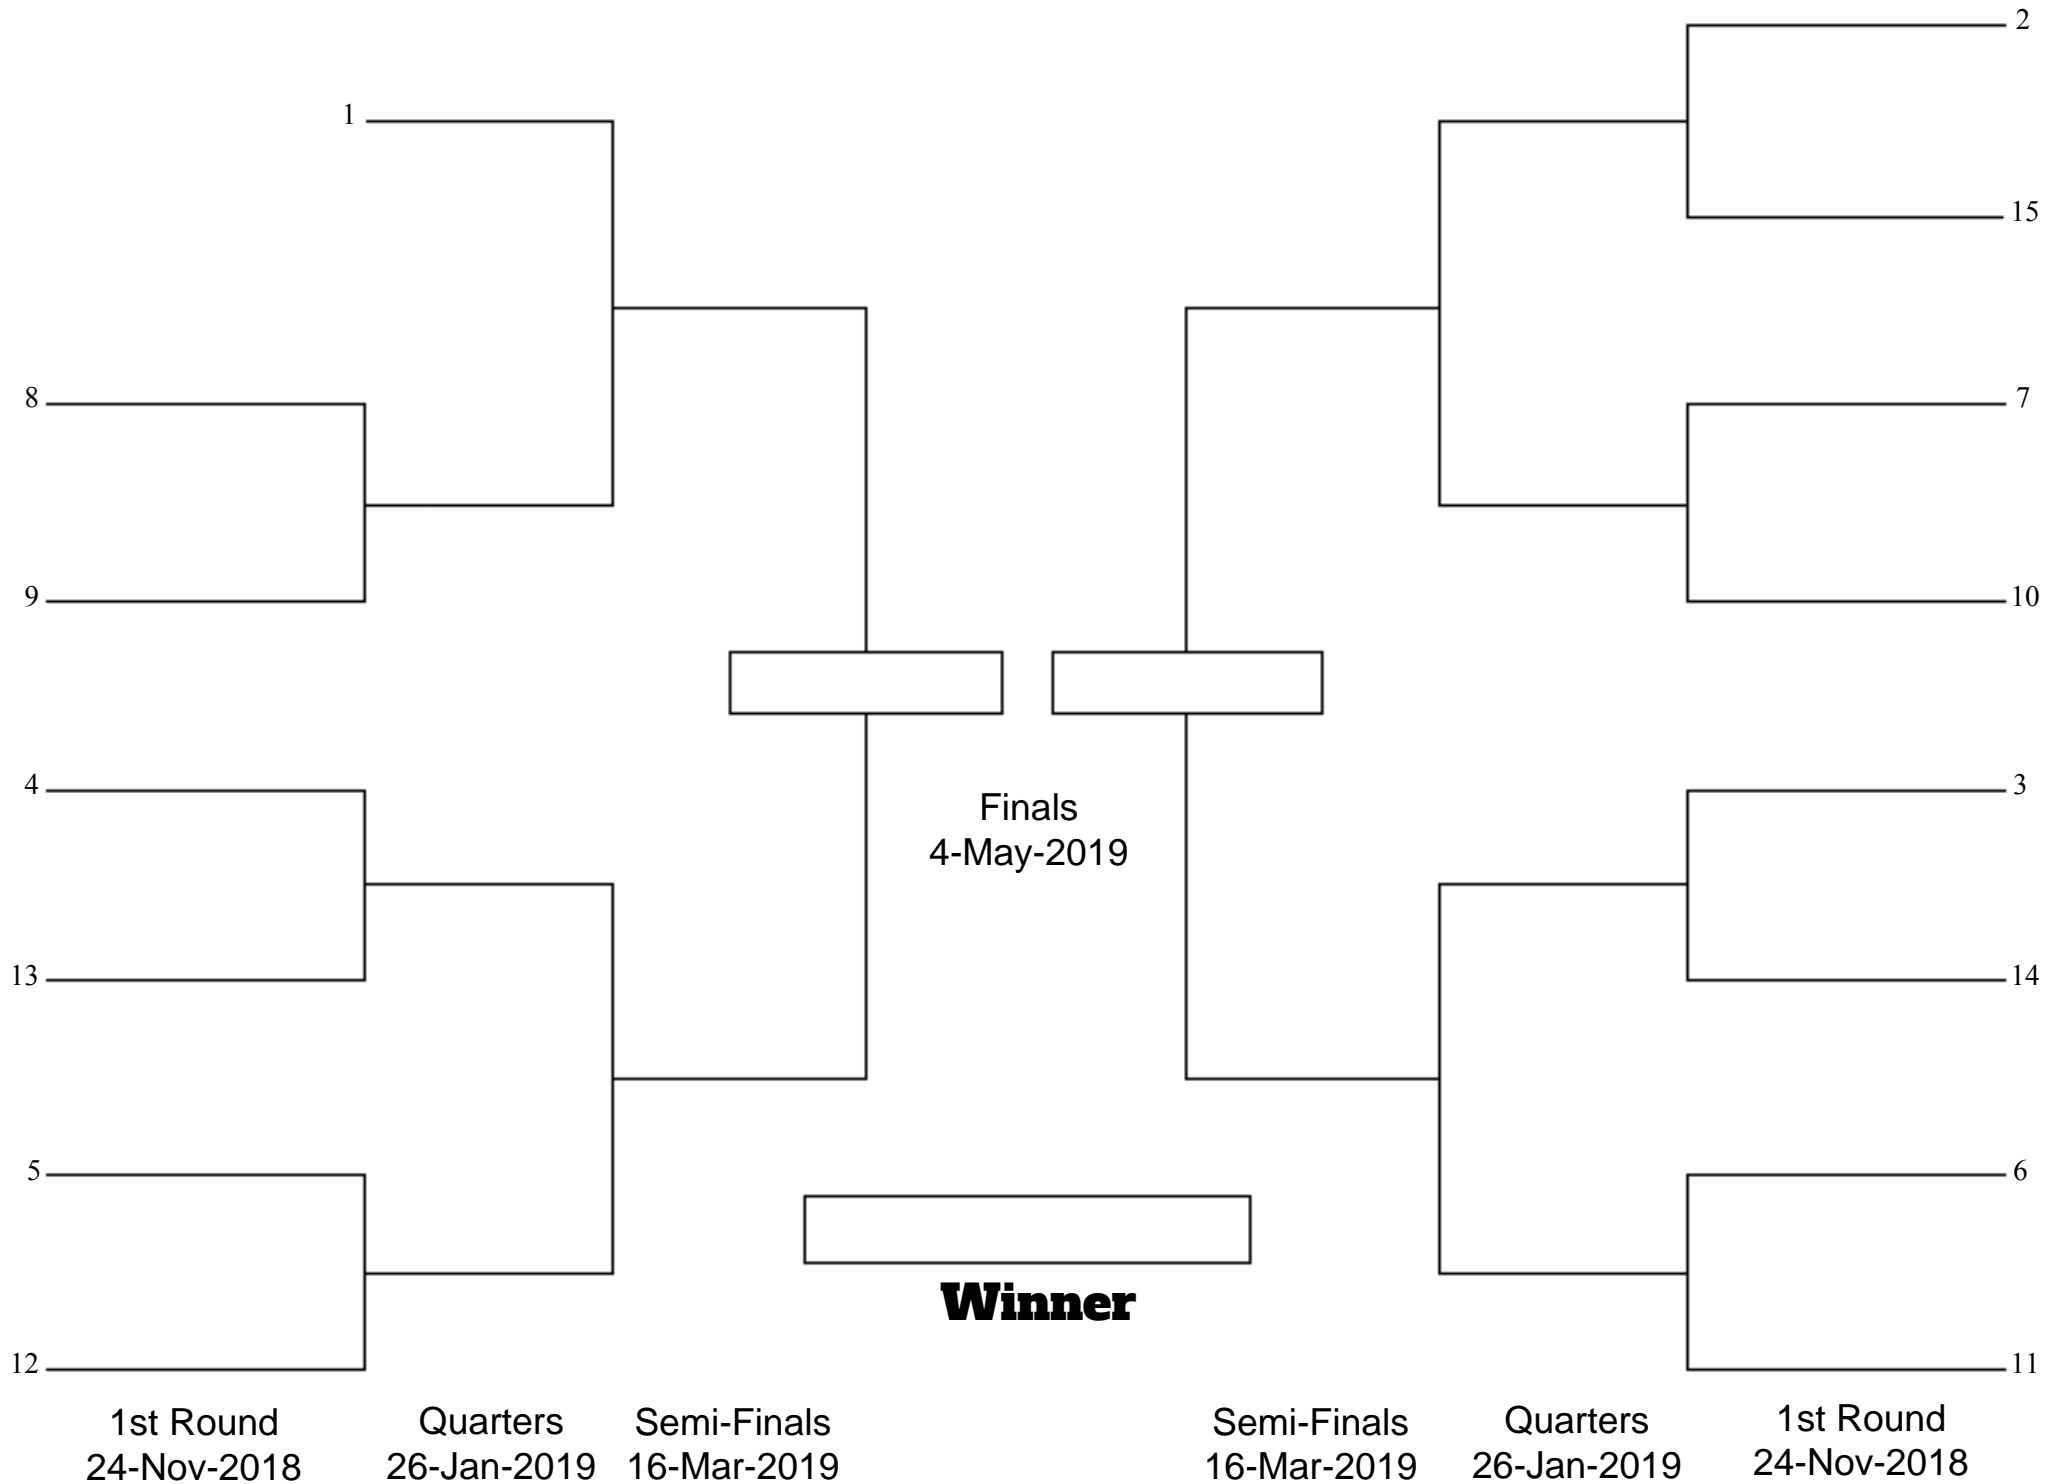 2
1
15
8
7
9
10
4
3
Finals
4-May-2019
13
14
5
6
Winner
12
11
1st Round
24-Nov-2018
Quarters
26-Jan-2019
Semi-Finals
16-Mar-2019
Semi-Finals
16-Mar-2019
Quarters
26-Jan-2019
1st Round
24-Nov-2018